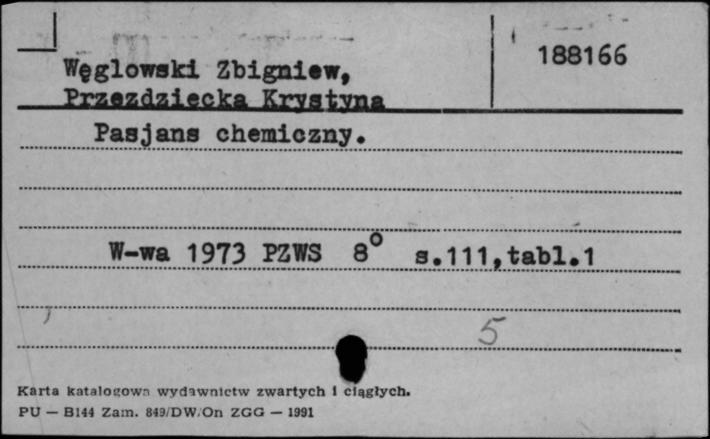 188166
Węglowski Zbigniew,
Przezdziecka Krystyna
Pasjans chemiczny.
W-wa 1973 PZWS 8° s.111,tabl.1
5
Karta katalogowa wydawnictw zwartych i ciągłych.
PU — B144 Zam. 849/DW/On ZGG — 1991